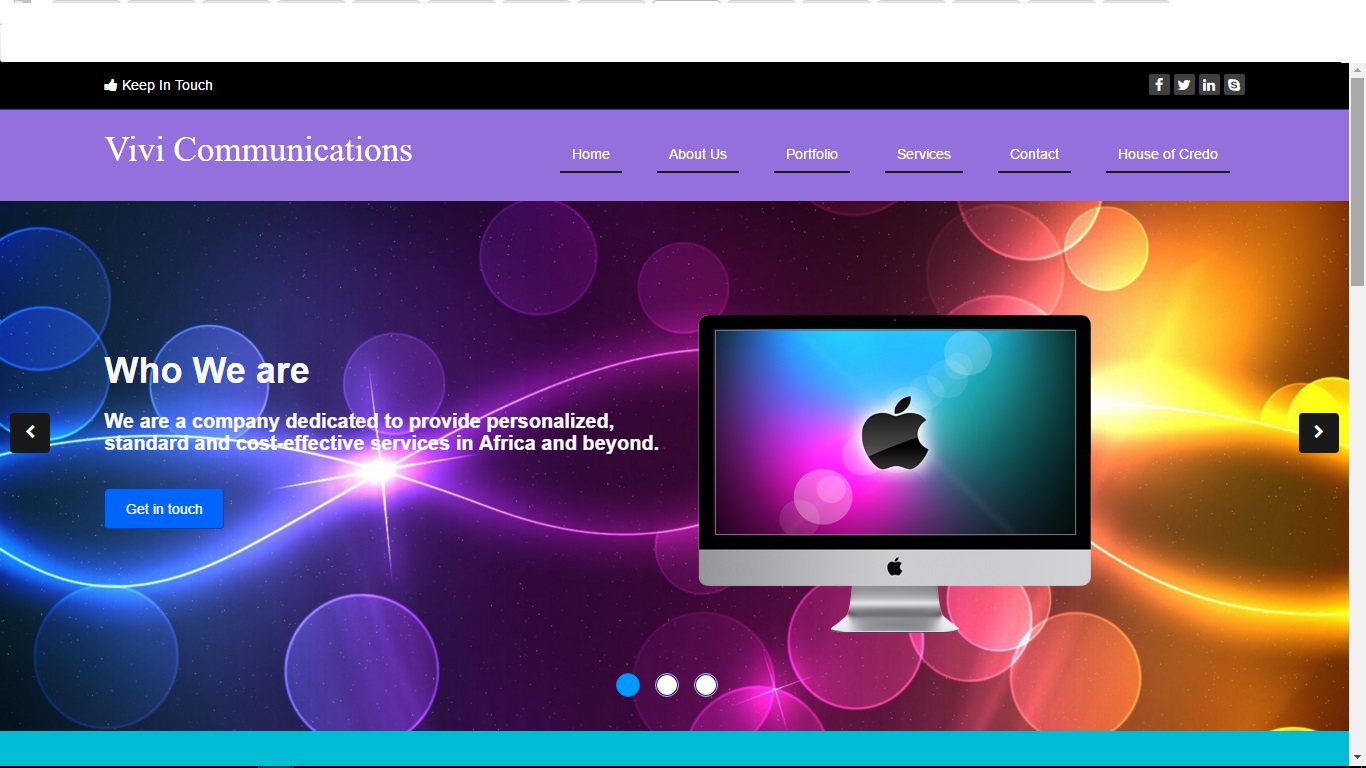 Keep In Touch
Vivi Communications
Home
About Us
Portfolio
Services
Contact
House of Credo
Who We are
We are a company dedicated to provide personalized,
standard and cost-effective services in Africa and beyond.
Get in touch